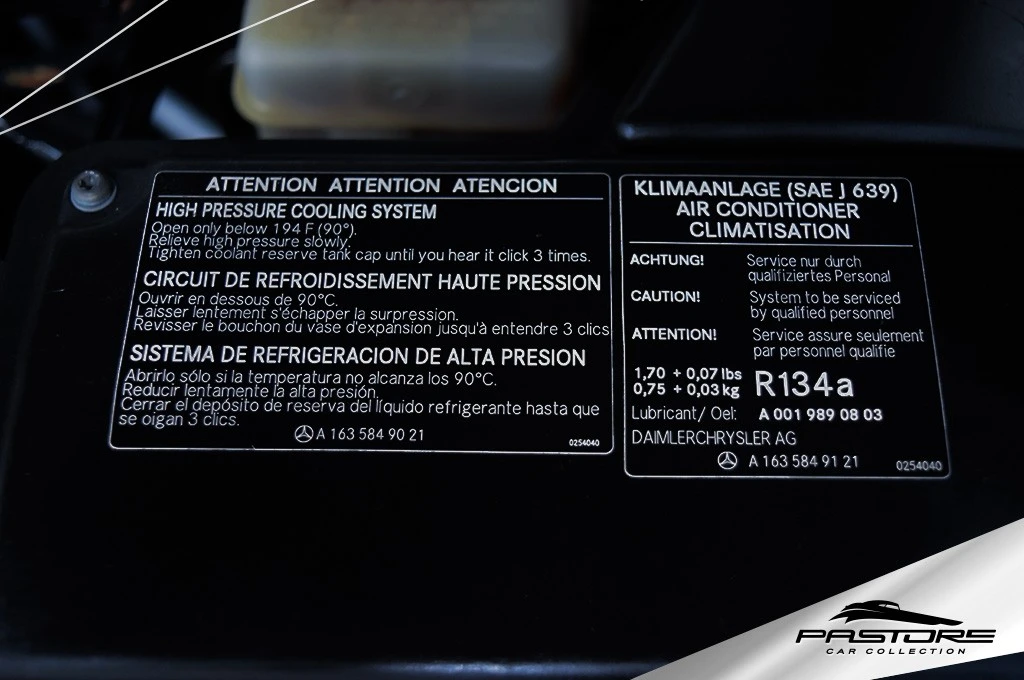 ATTENTION ATTENTION ATENCION
HIGH PRESSURE COOLING SYSTEM
Open only below 194 F (90°).
Relieve high pressure slowly.
Tighten coolant reserve tank cap until you hear it click 3 times.
CIRCUIT DE REFROIDISSEMENT HAUTE PRESSION
Ouvrir en dessous de 90°C.
Laisser lentement s'échapper la surpression.
Revisser le bouchon du vase d'expansion jusqu'à entendre 3 clics
SISTEMA DE REFRIGERACION DE ALTA PRESION
Abrirlo sólo si la temperatura no alcanza los 90°C.
Reducir lentamente la alta presión.
Cerrar el depósito de reserva del líquido refrigerante hasta que
se oigan 3 clics.
A 163 584 90 21
0254040
KLIMAANLAGE (SAE J 639)
AIR CONDITIONER
CLIMATISATION
ACHTUNG! Service nur durch
qualifiziertes Personal
CAUTION! System to be serviced
by qualified personnel
ATTENTION! Service assure seulement
par personnel qualifie
1,70 + 0,07 lbs
0,75 + 0,03 kg R134a
Lubricant/ Oel: A 001 989 08 03
DAIMLERCHRYSLER AG
A 163 584 91 21
0254040
PASTORE
CAR COLLECTION